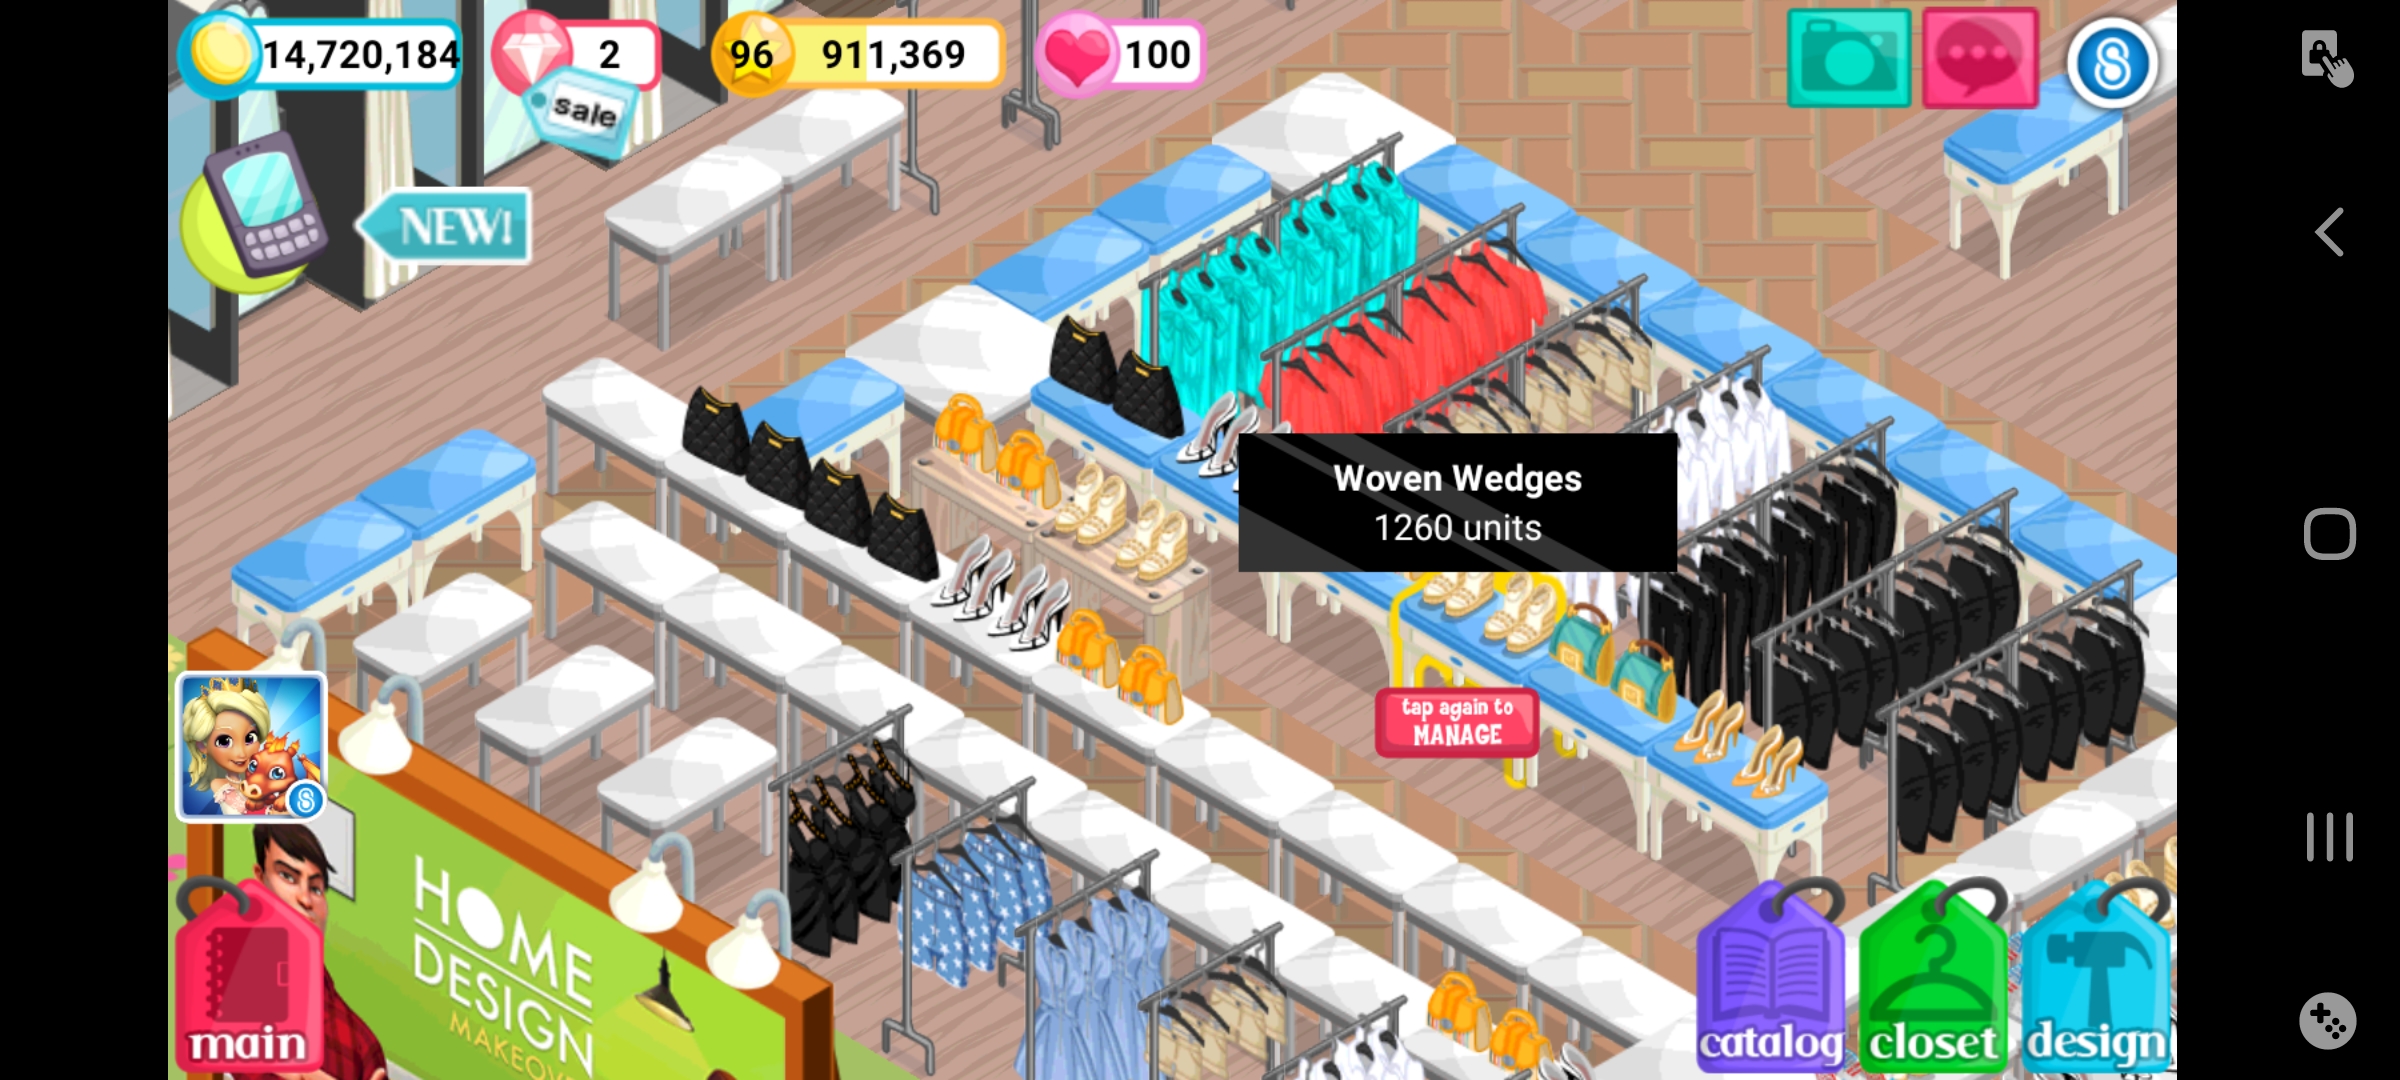 14,720,184
2
96
911,369
100
sale
NEW!
Woven Wedges
1260 units
tap again to
MANAGE
HOME
DESIGN
main
catalog
closet
design